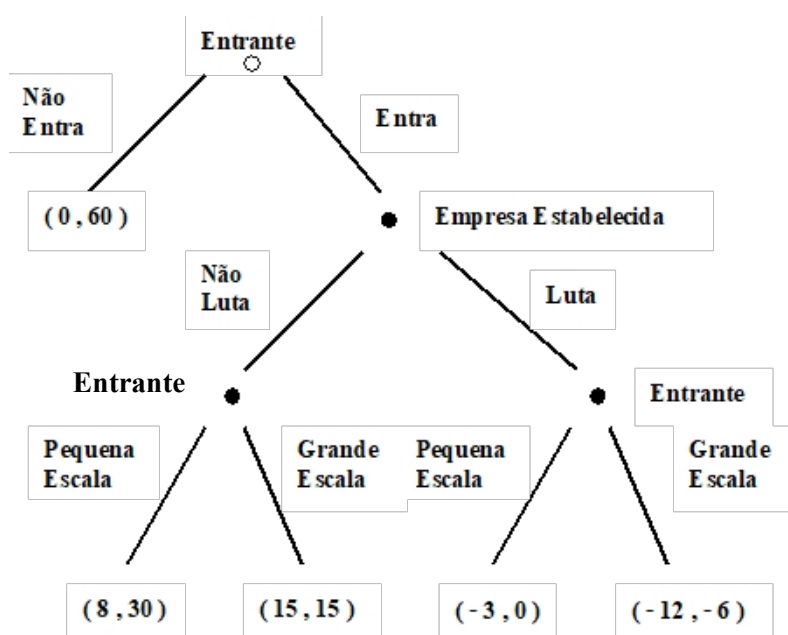 Entrante
Não
Entra
Entra
(0,60)
Empresa Estabelecida
Não
Luta
Luta
Entrante
Entrante
Pequena
Escala
Grande
Escala
Pequena
Escala
Grande
Escala
(8,30)
(15,15)
(-3,0)
(-12,-6)